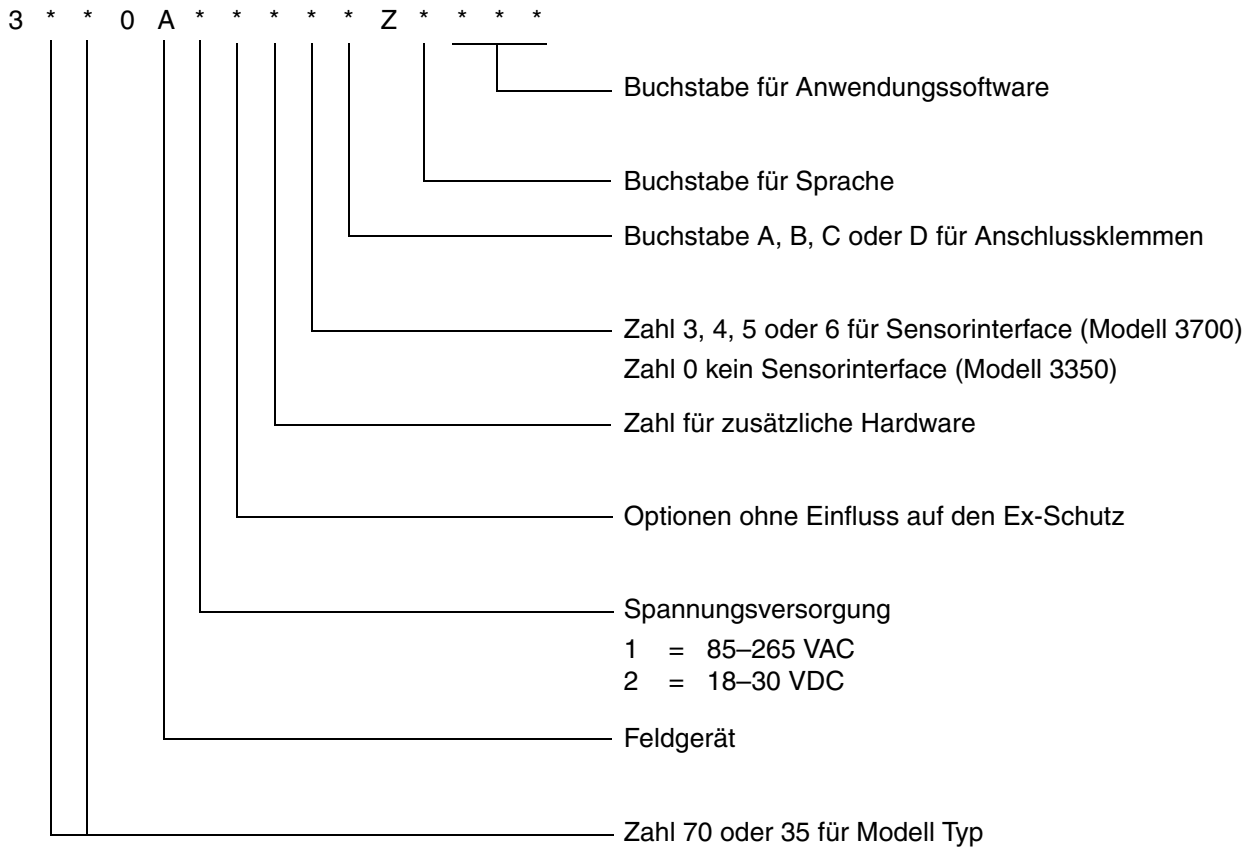 3 * * 0 A * * * * * Z * * * *
Buchstabe für Anwendungssoftware
Buchstabe für Sprache
Buchstabe A, B, C oder D für Anschlussklemmen
Zahl 3, 4, 5 oder 6 für Sensorinterface (Modell 3700)
Zahl 0 kein Sensorinterface (Modell 3350)
Zahl für zusätzliche Hardware
Optionen ohne Einfluss auf den Ex-Schutz
Spannungsversorgung
1 = 85–265 VAC
2 = 18–30 VDC
Feldgerät
Zahl 70 oder 35 für Modell Typ